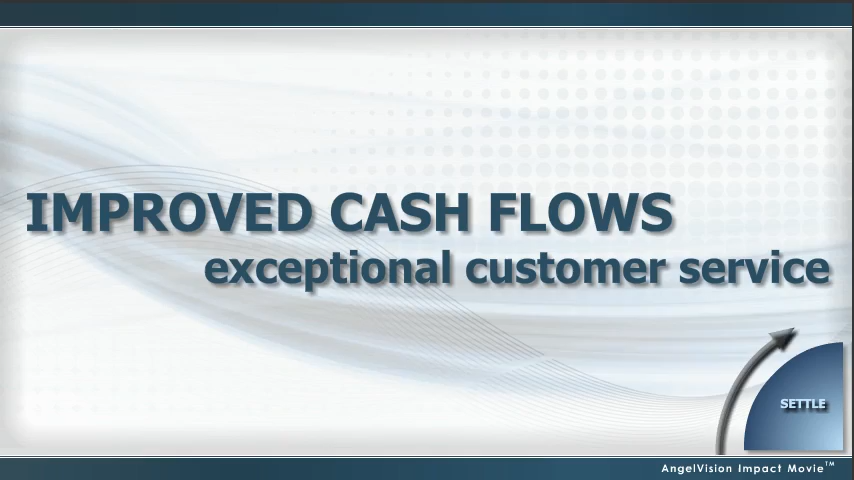 IMPROVED CASH FLOWS
exceptional customer service
SETTLE
AngelVision Impact Movie™